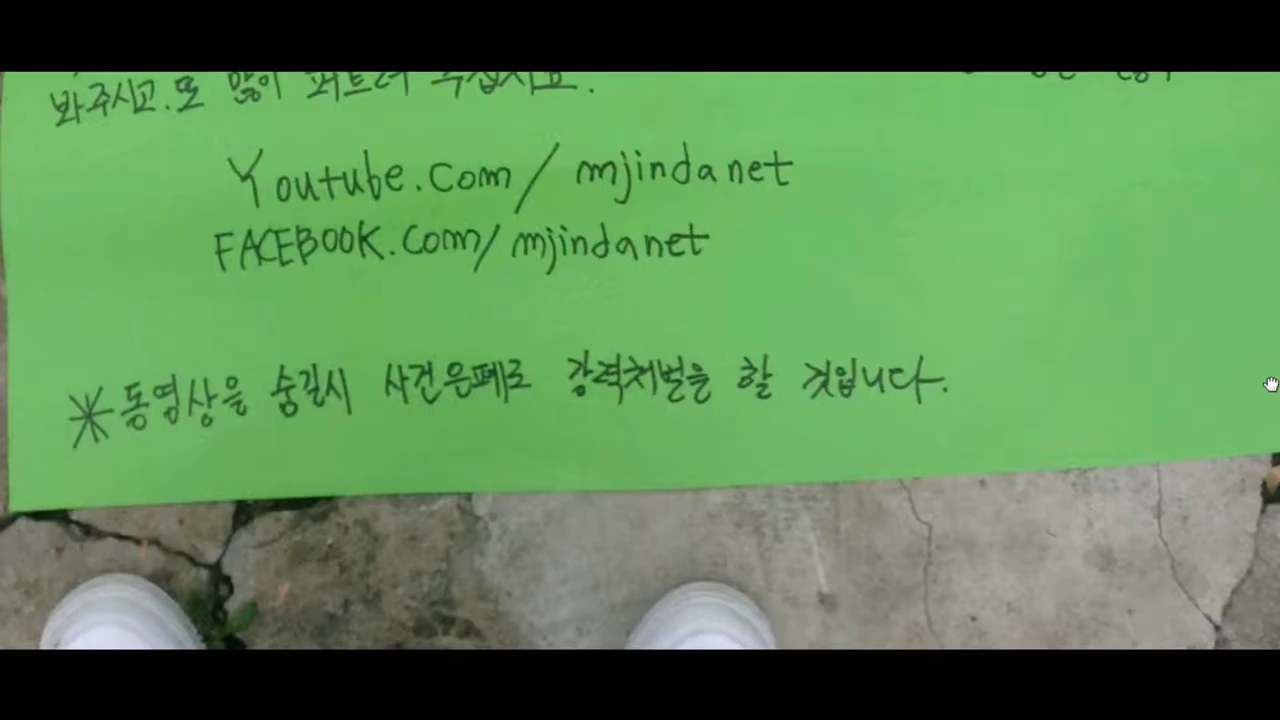 봐주시고. 또 많이 퍼트려 주십시요.
Youtube.com/mjindanet
FACEBOOK.com/mjindanet
※동영상을 숨길시 사건은폐로 강력처벌을 할 것입니다.